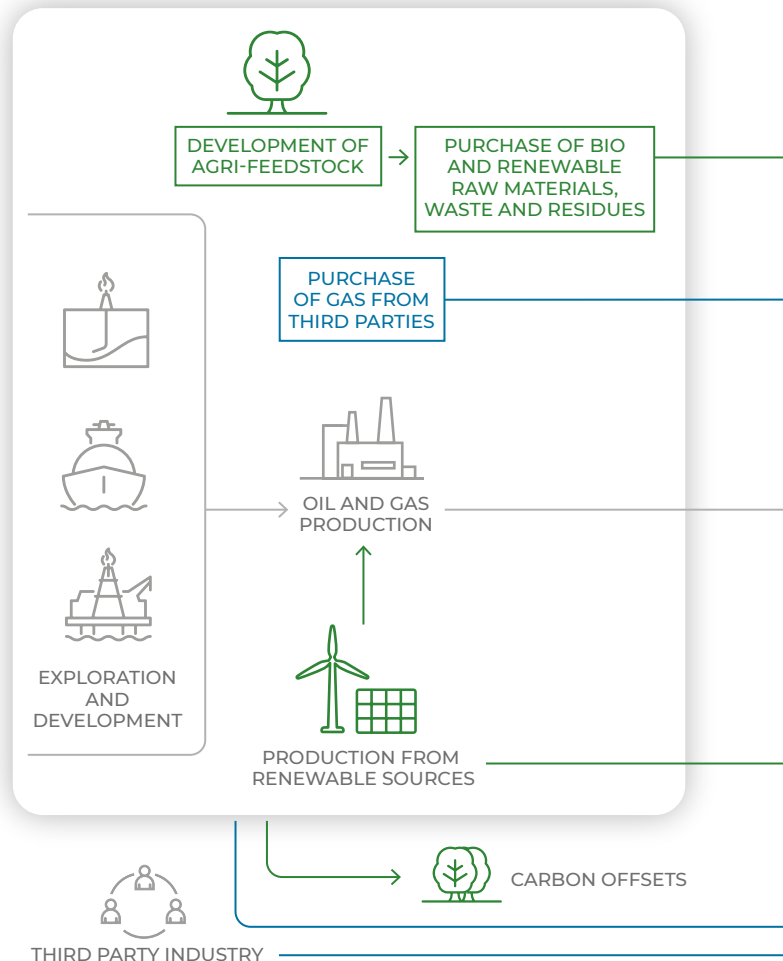 DEVELOPMENT OF
AGRI-FEEDSTOCK
PURCHASE OF BIO
AND RENEWABLE
RAW MATERIALS,
WASTE AND RESIDUES
PURCHASE
OF GAS FROM
THIRD PARTIES
OIL AND GAS
PRODUCTION
EXPLORATION
AND
DEVELOPMENT
PRODUCTION FROM
RENEWABLE SOURCES
CARBON OFFSETS
THIRD PARTY INDUSTRY